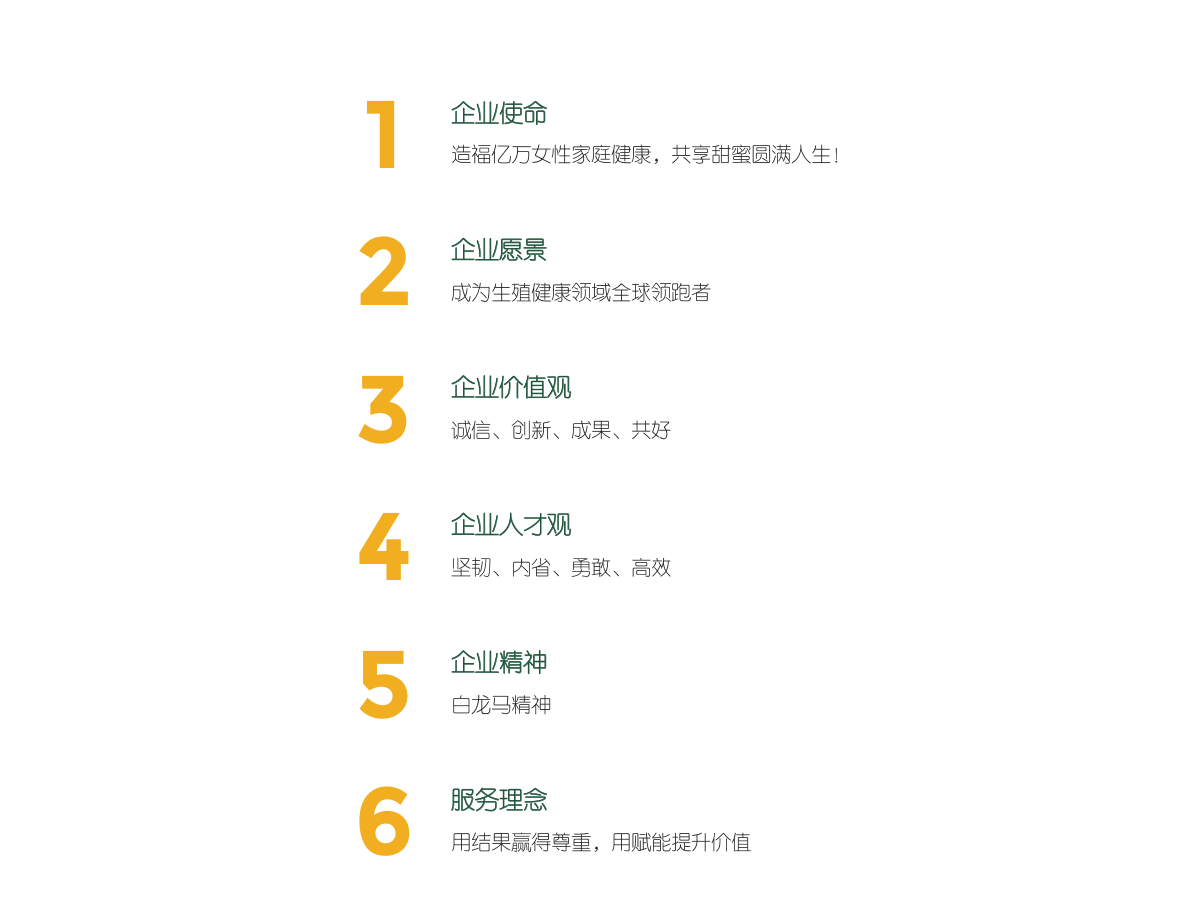 1
企业使命
造福亿万女性家庭健康，共享甜蜜圆满人生！
2
企业愿景
成为生殖健康领域全球领跑者
3
企业价值观
诚信、创新、成果、共好
4
企业人才观
坚韧、内省、勇敢、高效
5
企业精神
白龙马精神
6
服务理念
用结果赢得尊重，用赋能提升价值